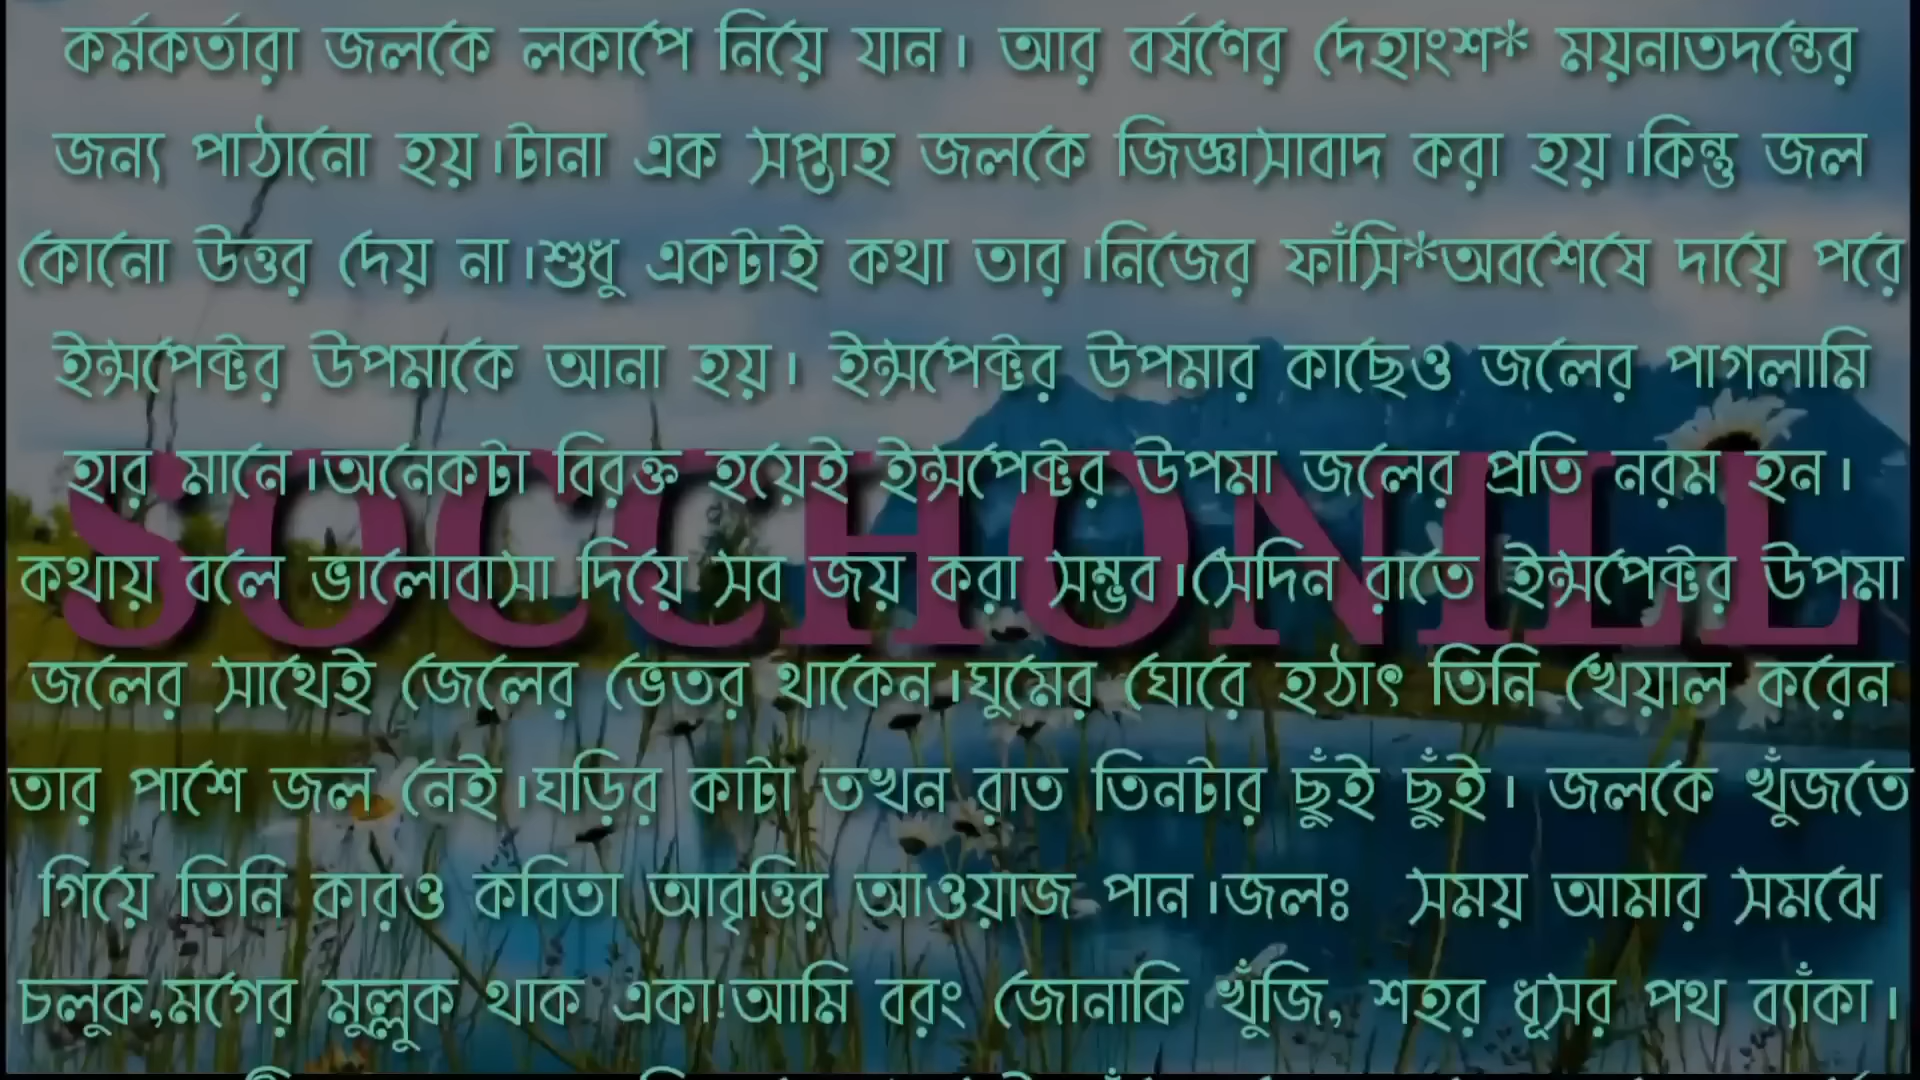 কর্মকর্তারা জলকে লকাপে নিয়ে যান। আর বর্ষণের দেহাংশ* ময়নাতদন্তের
জন্য পাঠানো হয়।টানা এক সপ্তাহ জলকে জিজ্ঞাসাবাদ করা হয়।কিন্তু জল
কোনো উত্তর দেয় না।শুধু একটাই কথা তার।নিজের ফাঁসি*অবশেষে দায়ে পরে
ইন্সপেক্টর উপমাকে আনা হয়। ইন্সপেক্টর উপমার কাছেও জলের পাগলামি
হার মানে।অনেকটা বিরক্ত হয়েই ইন্সপেক্টর উপমা জলের প্রতি নরম হন।
SOCCHONILL
কথায় বলে ভালোবাসা দিয়ে সব জয় করা সম্ভব।সেদিন রাতে ইন্সপেক্টর উপমা
জলের সাথেই জেলের ভেতর থাকেন।ঘুমের ঘোরে হঠাৎ তিনি খেয়াল করেন
তার পাশে জল নেই।ঘড়ির কাটা তখন রাত তিনটার ছুঁই ছুঁই। জলকে খুঁজতে
গিয়ে তিনি কারও কবিতা আবৃত্তির আওয়াজ পান।জলঃ সময় আমার সমঝে
চলুক,মগের মুল্লুক থাক একা!আমি বরং জোনাকি খুঁজি, শহর ধূসর পথ ব্যাঁকা।